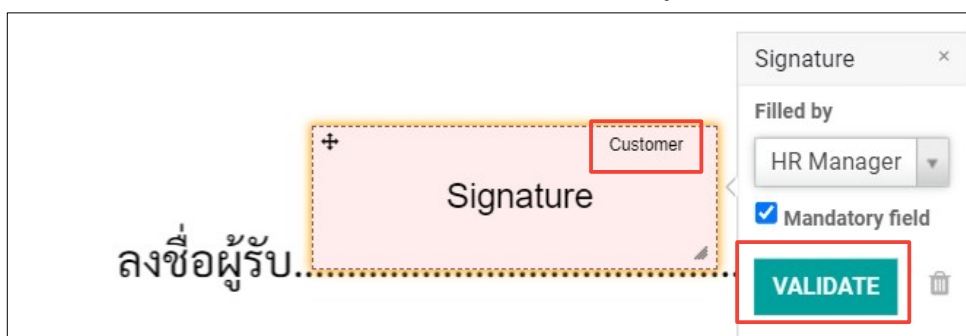 Signature ×
Filled by
Customer
HR Manager
Signature
Mandatory field
ลงชื่อผู้รับ................................................
VALIDATE